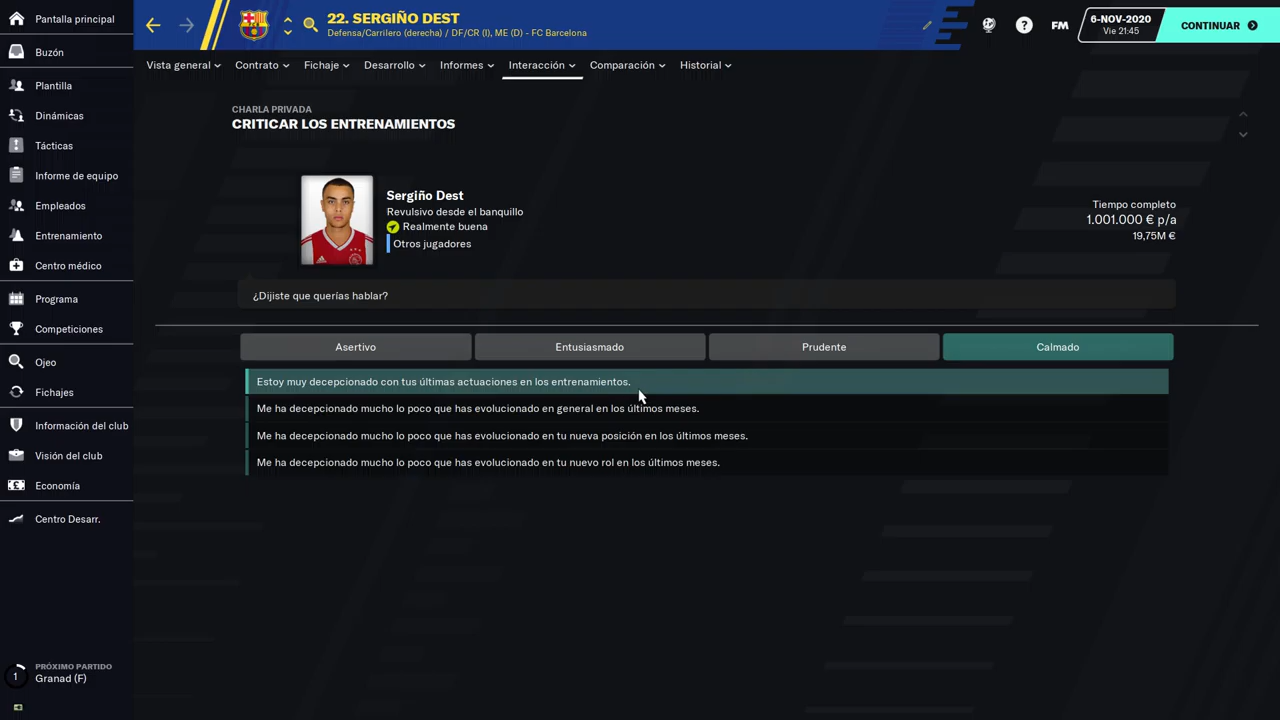 Pantalla principal
Buzón
Plantilla
Dinámicas
Tácticas
Informe de equipo
Empleados
Entrenamiento
Centro médico
Programa
Competiciones
Ojeo
Fichajes
Información del club
Visión del club
Economía
Centro Desarr.
PRÓXIMO PARTIDO
1
Granad (F)
22. SERGIÑO DEST
Defensa/Carrilero (derecha) / DF/CR (I), ME (D) - FC Barcelona
?
FM
6-NOV-2020
Vie 21:45
CONTINUAR
Vista general
Contrato
Fichaje
Desarrollo
Informes
Interacción
Comparación
Historial
CHARLA PRIVADA
CRITICAR LOS ENTRENAMIENTOS
Sergiño Dest
Revulsivo desde el banquillo
Realmente buena
Otros jugadores
Tiempo completo
1.001.000 € p/a
19,75M €
¿Dijiste que querías hablar?
Asertivo
Entusiasmado
Prudente
Calmado
Estoy muy decepcionado con tus últimas actuaciones en los entrenamientos.
Me ha decepcionado mucho lo poco que has evolucionado en general en los últimos meses.
Me ha decepcionado mucho lo poco que has evolucionado en tu nueva posición en los últimos meses.
Me ha decepcionado mucho lo poco que has evolucionado en tu nuevo rol en los últimos meses.